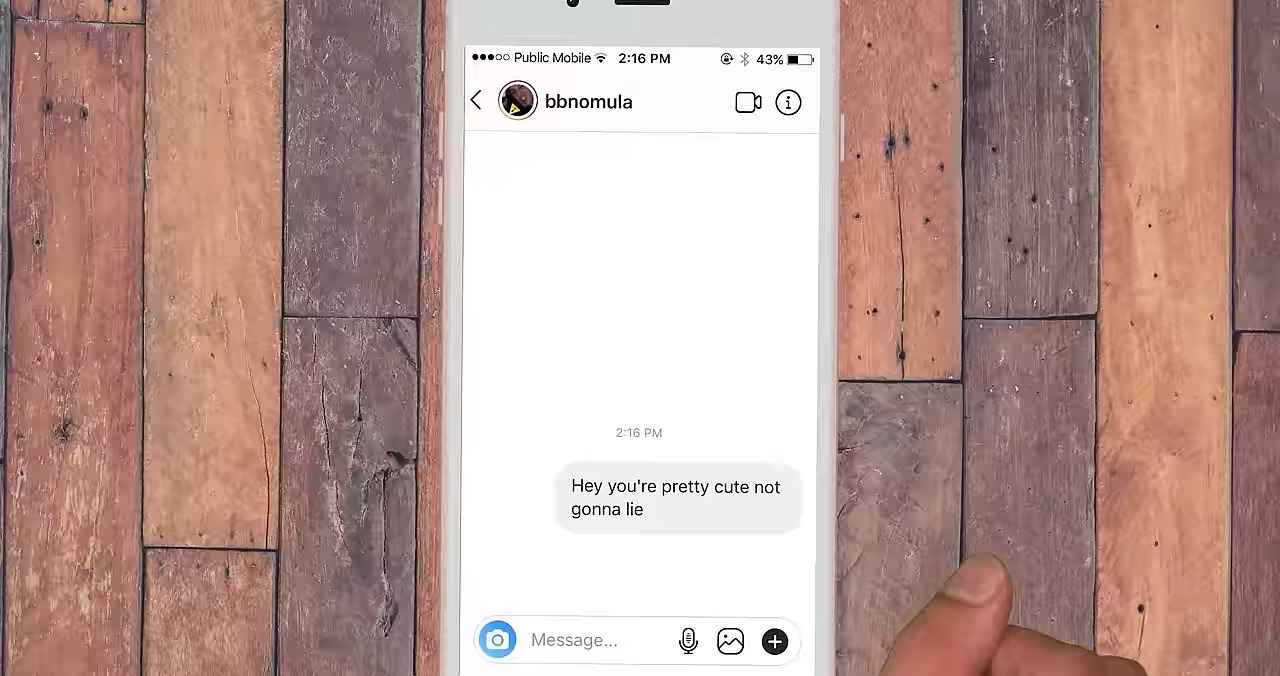 Public Mobile 2:16 PM 43%
bbnomula
2:16 PM
Hey you're pretty cute not
gonna lie
Message...